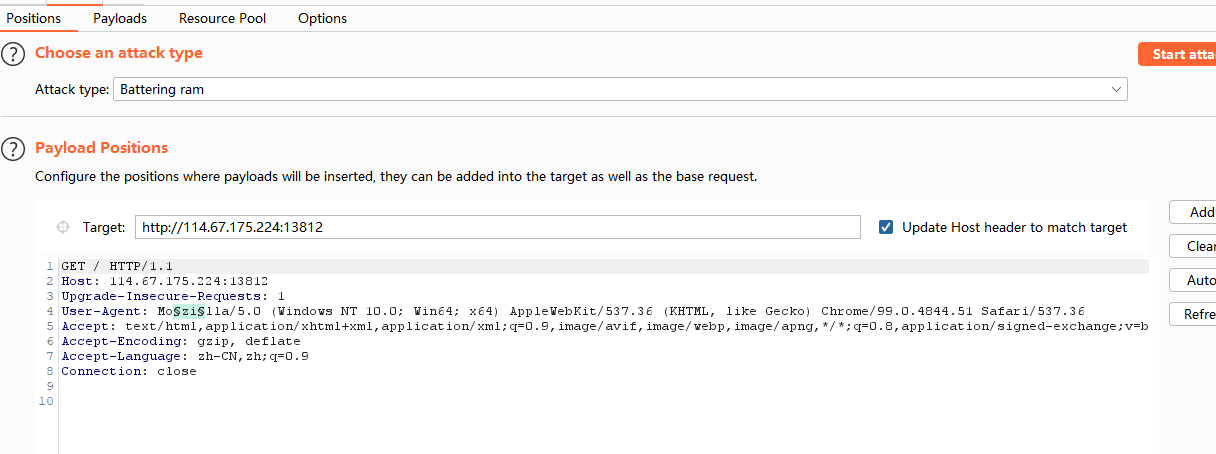 Positions Payloads Resource Pool Options
? Choose an attack type
Start atta
Attack type: Battering ram
? Payload Positions
Configure the positions where payloads will be inserted, they can be added into the target as well as the base request.
Target: http://114.67.175.224:13812 Update Host header to match target
Add
Clear
Auto
Refre
1 GET / HTTP/1.1
2 Host: 114.67.175.224:13812
3 Upgrade-Insecure-Requests: 1
4 User-Agent: Mo§zi§lla/5.0 (Windows NT 10.0; Win64; x64) AppleWebKit/537.36 (KHTML, like Gecko) Chrome/99.0.4844.51 Safari/537.36
5 Accept: text/html,application/xhtml+xml,application/xml;q=0.9,image/avif,image/webp,image/apng,*/*;q=0.8,application/signed-exchange;v=b
6 Accept-Encoding: gzip, deflate
7 Accept-Language: zh-CN,zh;q=0.9
8 Connection: close
9
10